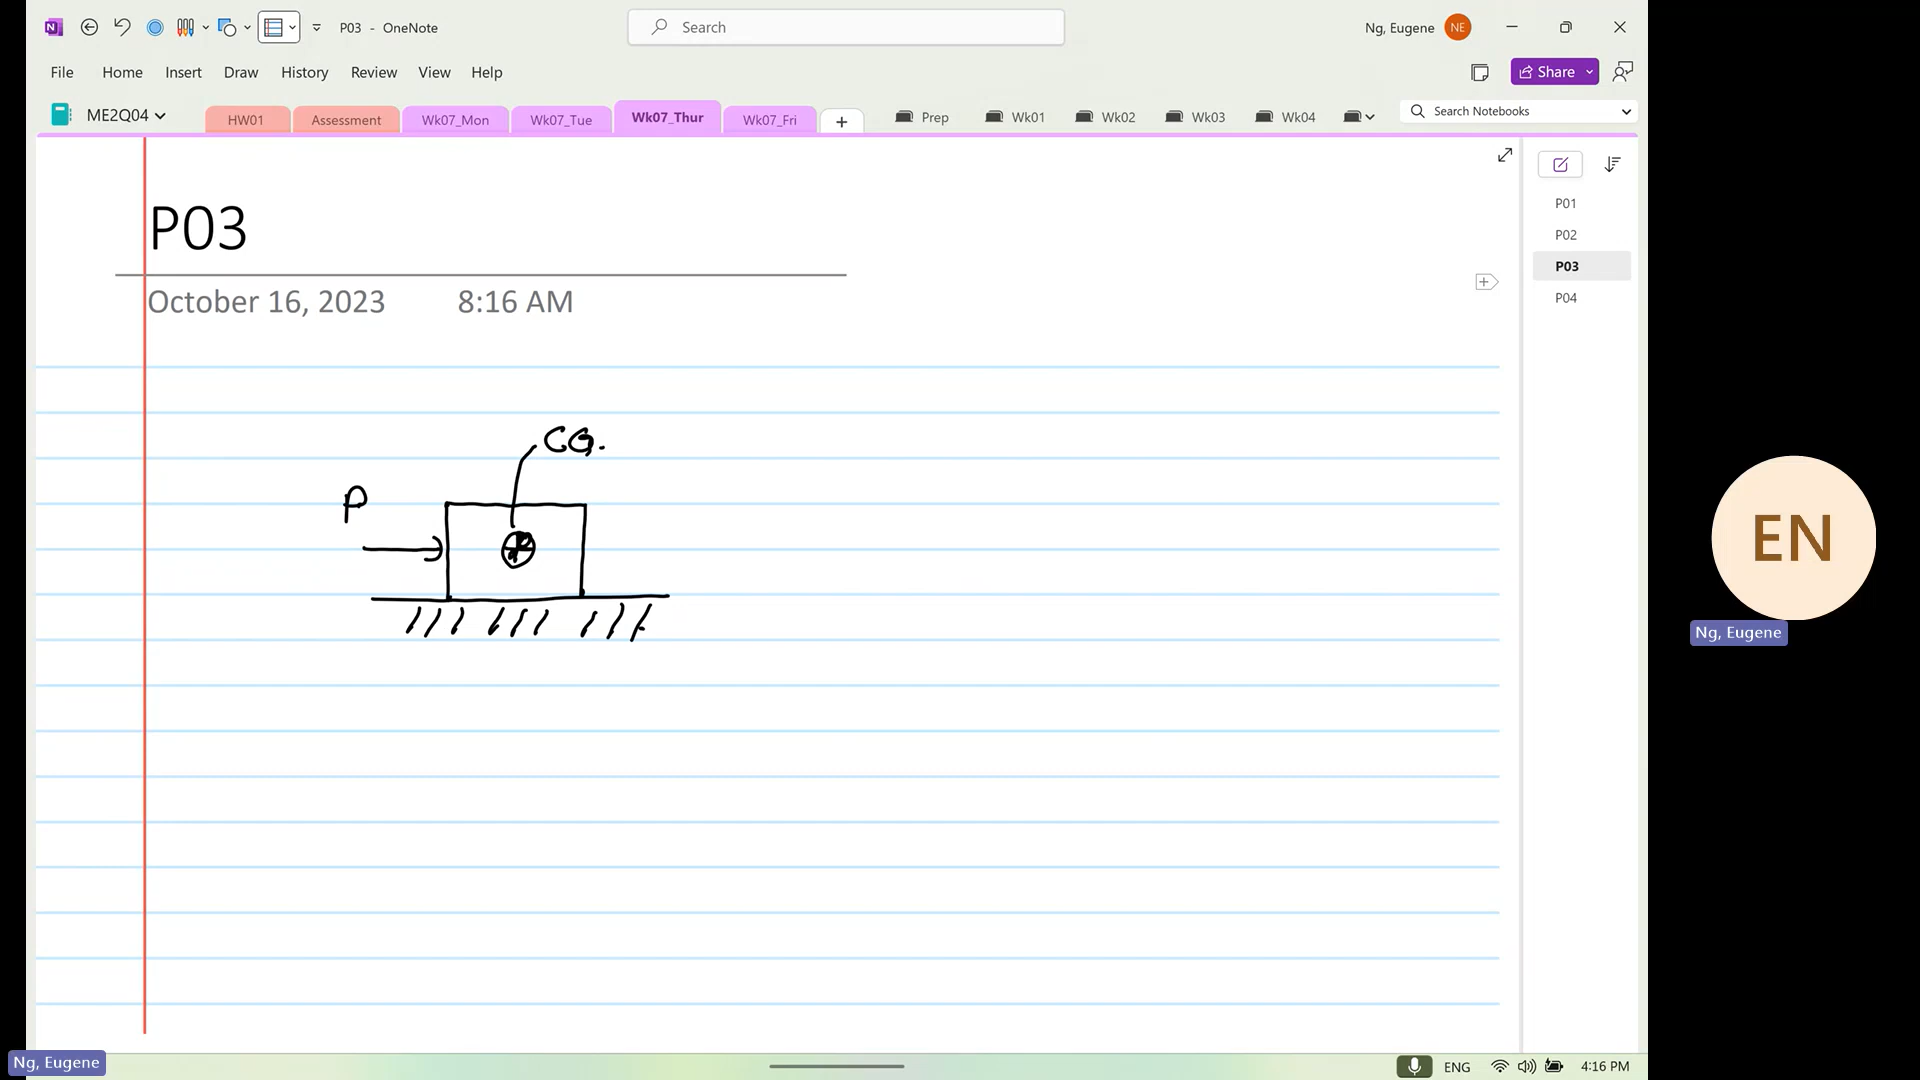 P03 - OneNote
Search
Ng, Eugene
NE
File Home Insert Draw History Review View Help
Share
ME2Q04
HW01 Assessment Wk07_Mon Wk07_Tue Wk07_Thur Wk07_Fri
Prep Wk01 Wk02 Wk03 Wk04
Search Notebooks
P03
October 16, 2023 8:16 AM
P01
P02
P03
P04
CG.
P
EN
Ng, Eugene
Ng, Eugene
ENG
4:16 PM